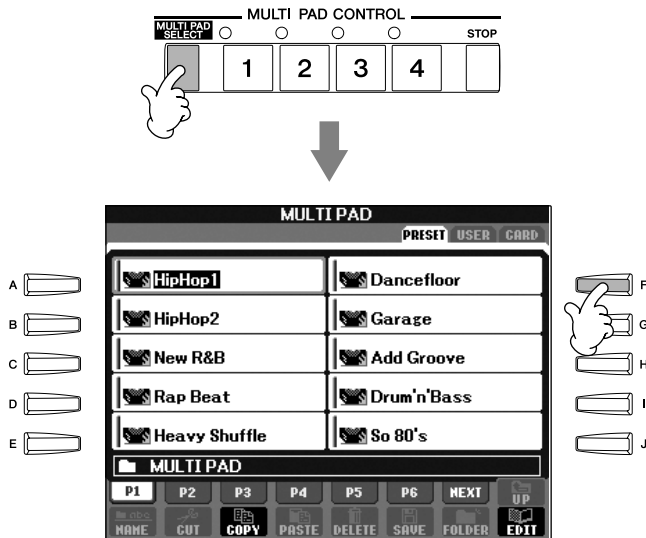 MULTI PAD CONTROL
MULTI PAD
SELECT
STOP
1 2 3 4
MULTI PAD
PRESET USER CARD
A HipHop1 Dancefloor F
B HipHop2 Garage G
C New R&B Add Groove H
D Rap Beat Drum'n'Bass I
E Heavy Shuffle So 80's J
MULTI PAD
P1 P2 P3 P4 P5 P6 NEXT UP
NAME CUT COPY PASTE DELETE SAVE FOLDER EDIT